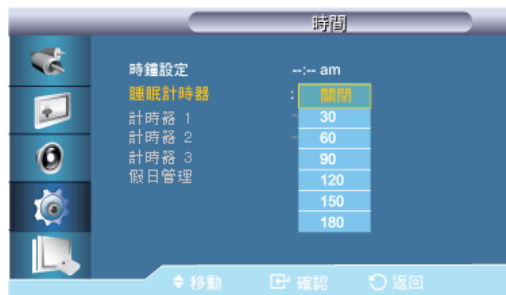 時間
時鐘設定 --:-- am
睡眠計時器 : 關閉
計時器 1 30
計時器 2 60
計時器 3 90
假日管理 120
150
180
移動 確認 返回